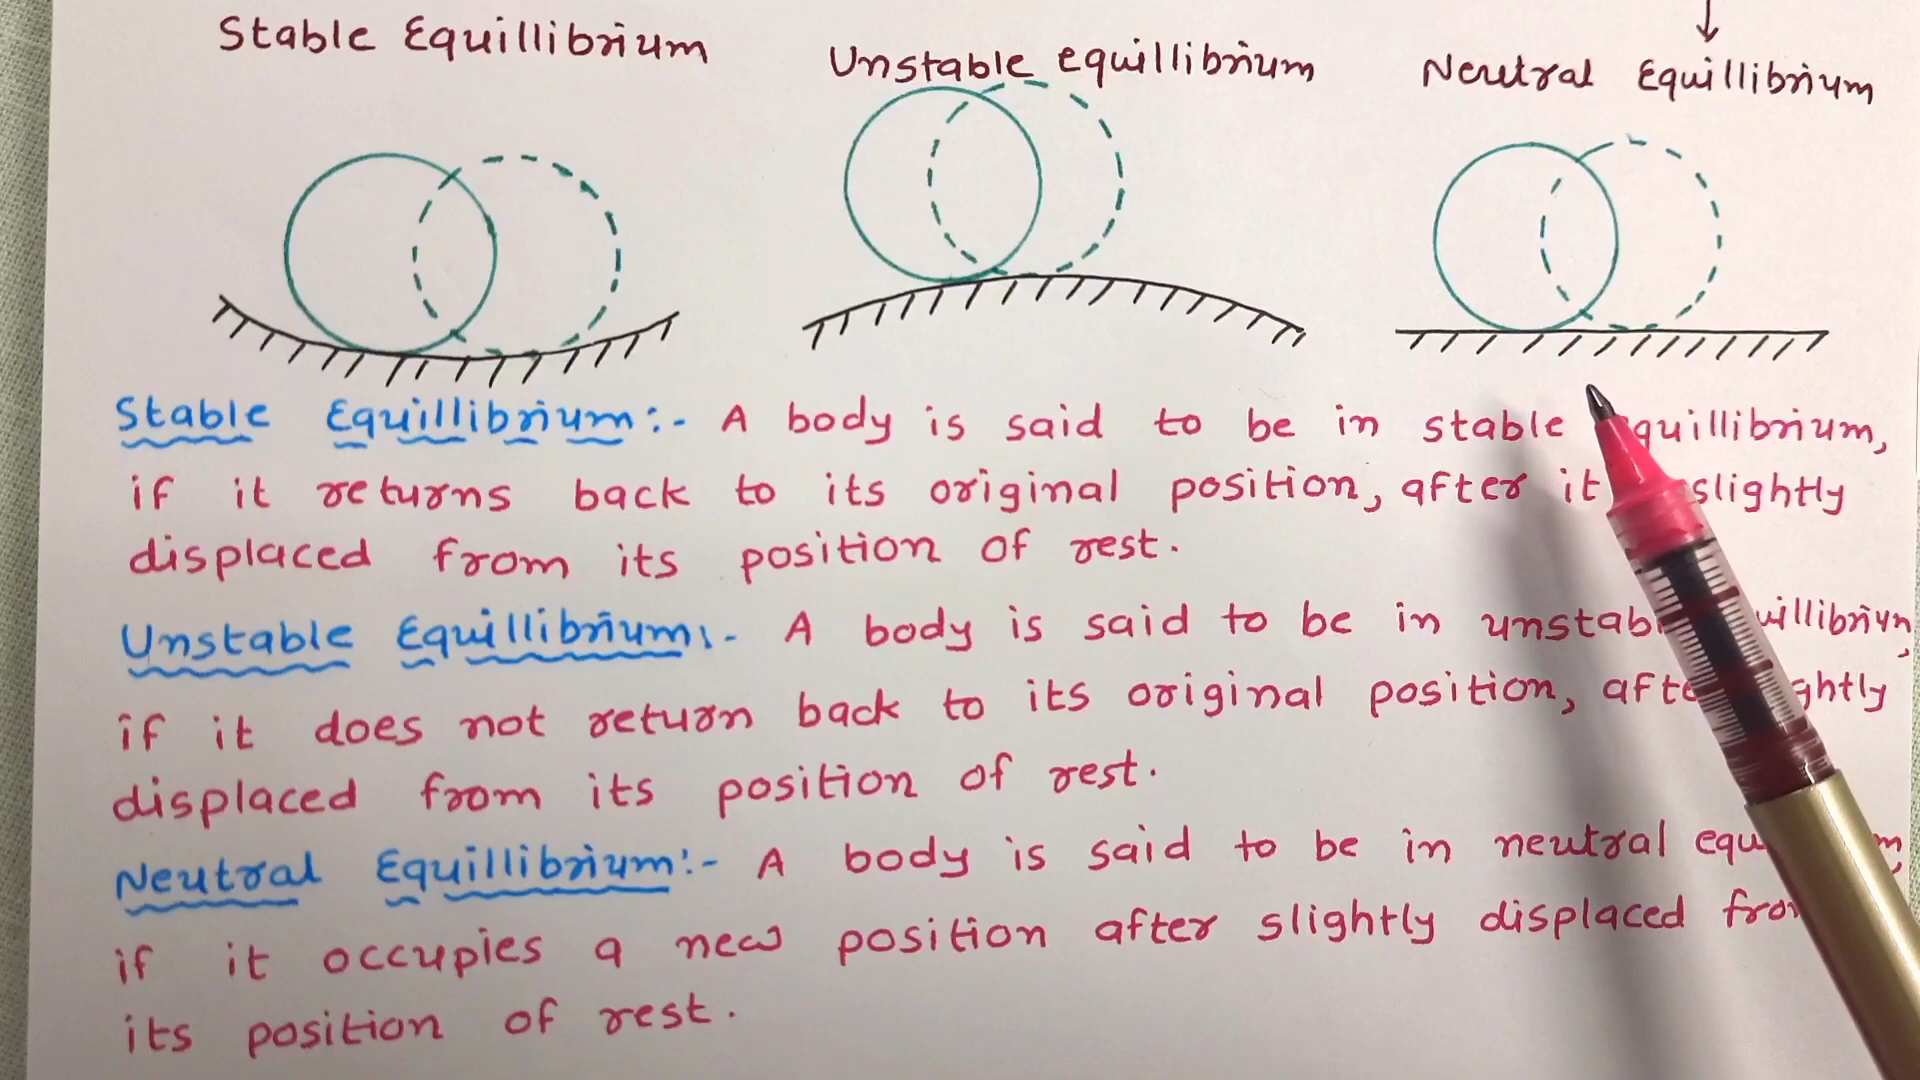 Stable Equillibrium
Unstable equillibrium
Neutral Equillibrium
Stable Equillibrium:- A body is said to be in stable equillibrium,
if it returns back to its original position, after it slightly
displaced from its position of rest.
Unstable Equillibrium:- A body is said to be in
if it does not return back to its original position,
displaced from its position of rest.
Neutral Equillibrium:- A body is said to be in neutral
if it occupies a new position after slightly displaced
its position of rest.